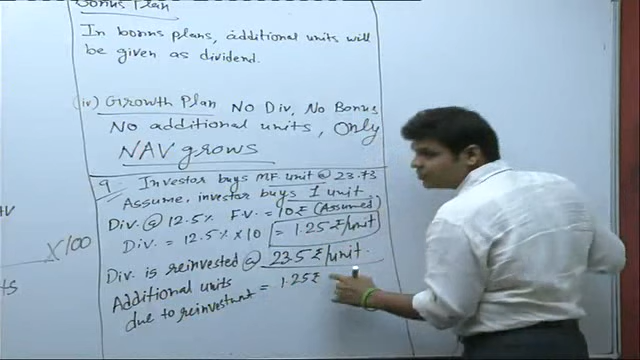 Bonus Plan
In bonus plans, additional units will
be given as dividend.
(iv) Growth Plan No Div, No Bonus
No additional units, Only
NAV grows
9 Investor buys MF unit @ 23.73
Assume, investor buys 1 unit
Div. @ 12.5% F.V. = 10₹ (Assumed)
Div. = 12.5% x 10 = 1.25₹/unit
Div. is reinvested @ 23.5₹/unit.
Additional units = 1.25₹
due to reinvestment
X100